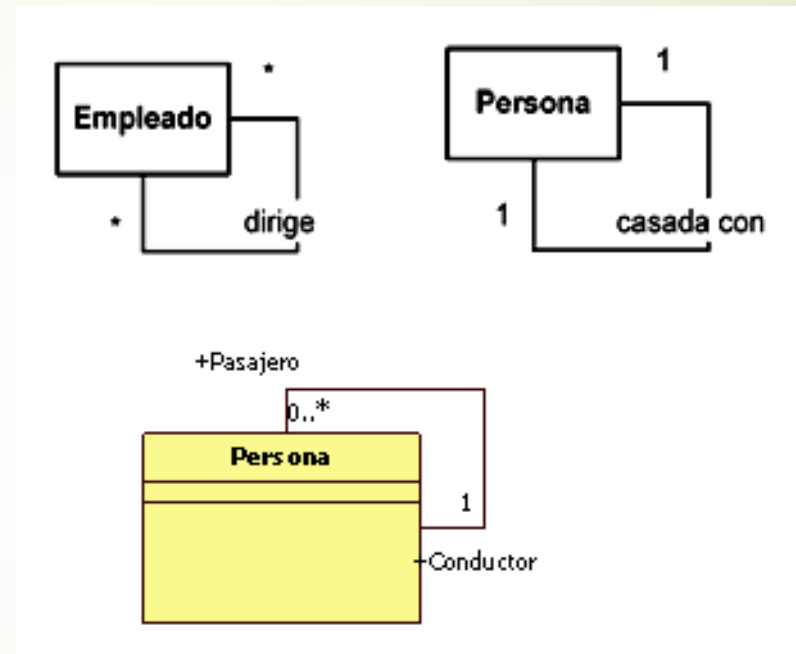 *
Empleado
*
dirige
1
Persona
1
casada con
+Pasajero
0..*
Persona
1
+Conductor